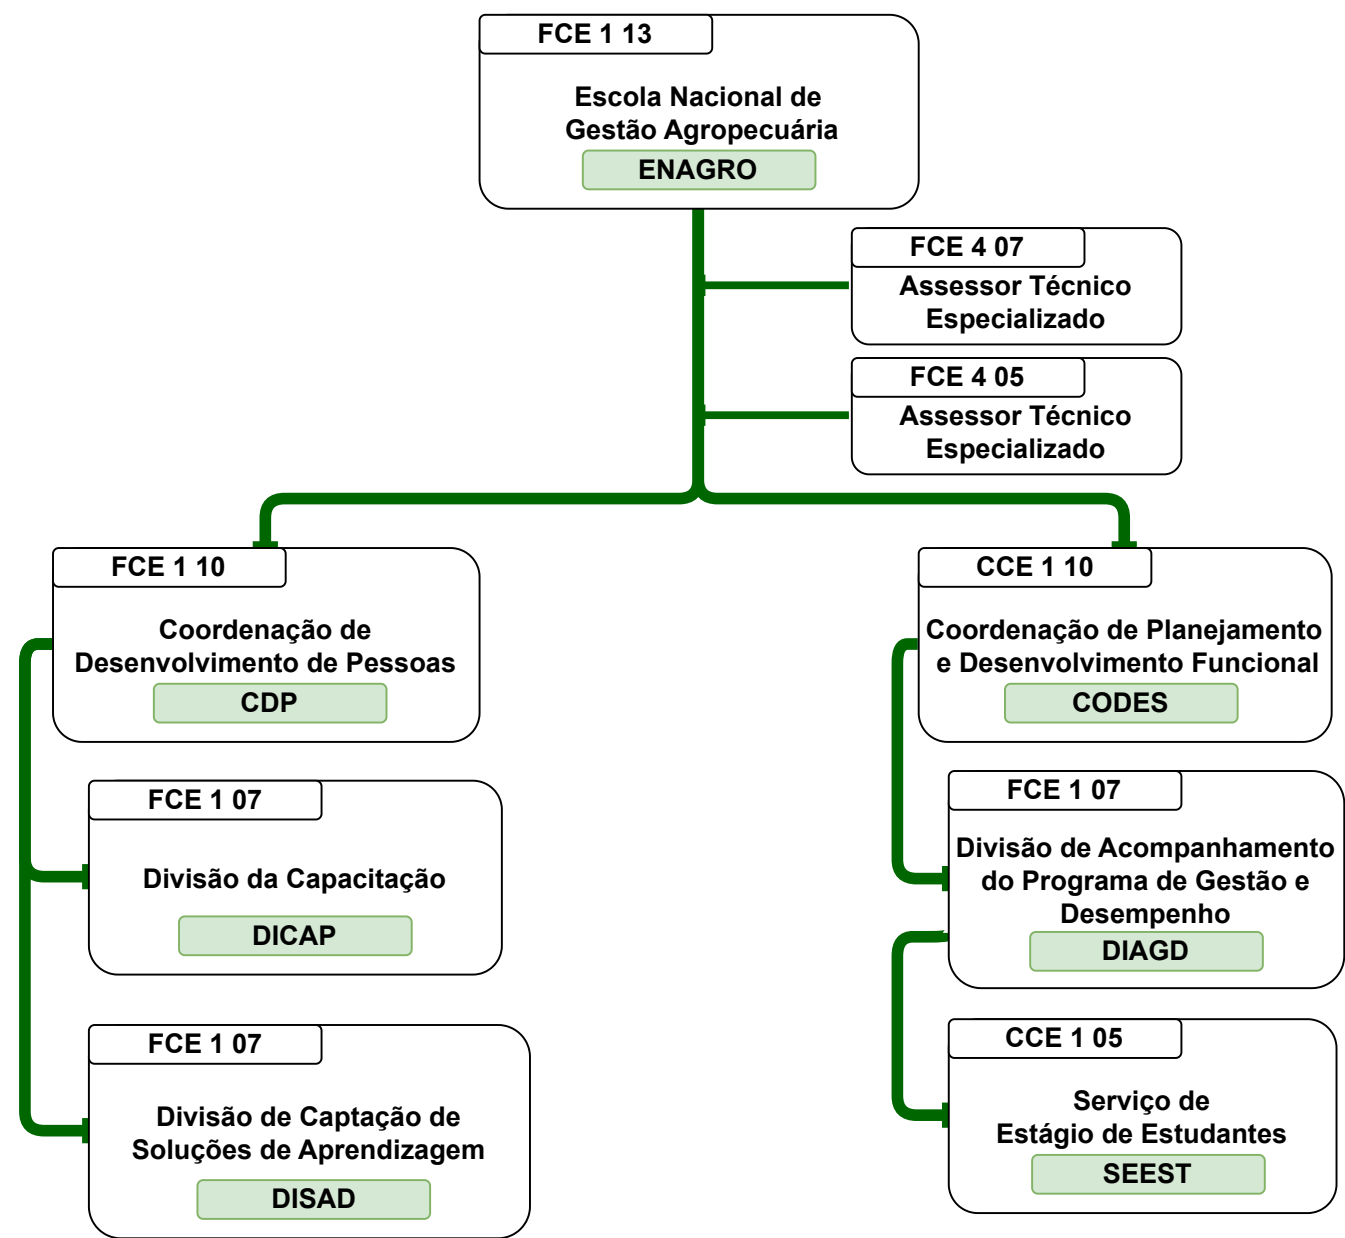 FCE 1 13
Escola Nacional de
Gestão Agropecuária
ENAGRO
FCE 4 07
Assessor Técnico
Especializado
FCE 4 05
Assessor Técnico
Especializado
FCE 1 10
Coordenação de
Desenvolvimento de Pessoas
CDP
FCE 1 07
Divisão da Capacitação
DICAP
FCE 1 07
Divisão de Captação de
Soluções de Aprendizagem
DISAD
CCE 1 10
Coordenação de Planejamento
e Desenvolvimento Funcional
CODES
FCE 1 07
Divisão de Acompanhamento
do Programa de Gestão e
Desempenho
DIAGD
CCE 1 05
Serviço de
Estágio de Estudantes
SEEST